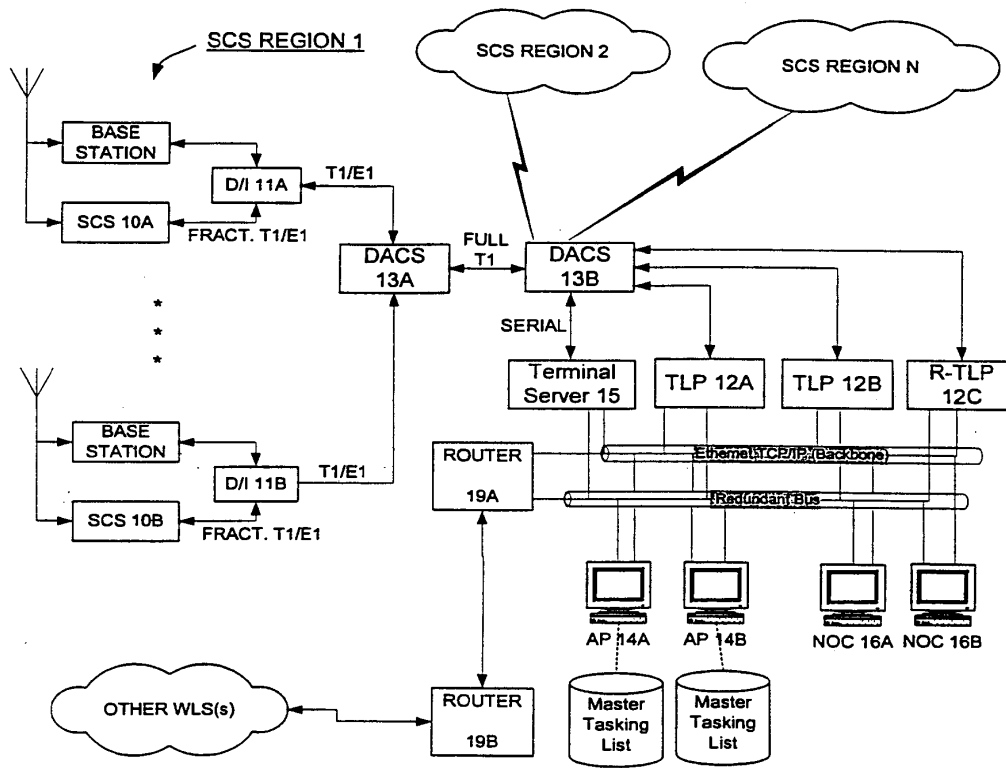 SCS REGION 1
SCS REGION 2
SCS REGION N
BASE
STATION
D/I 11A
T1/E1
SCS 10A
FRACT. T1/E1
DACS
13A
FULL
T1
DACS
13B
*
*
*
SERIAL
Terminal
Server 15
TLP 12A
TLP 12B
R-TLP
12C
BASE
STATION
D/I 11B
T1/E1
SCS 10B
FRACT. T1/E1
ROUTER
19A
Ethernet TCP/IP (Backbone)
Redundant Bus
AP 14A
AP 14B
NOC 16A
NOC 16B
OTHER WLS(s)
ROUTER
19B
Master
Tasking
List
Master
Tasking
List